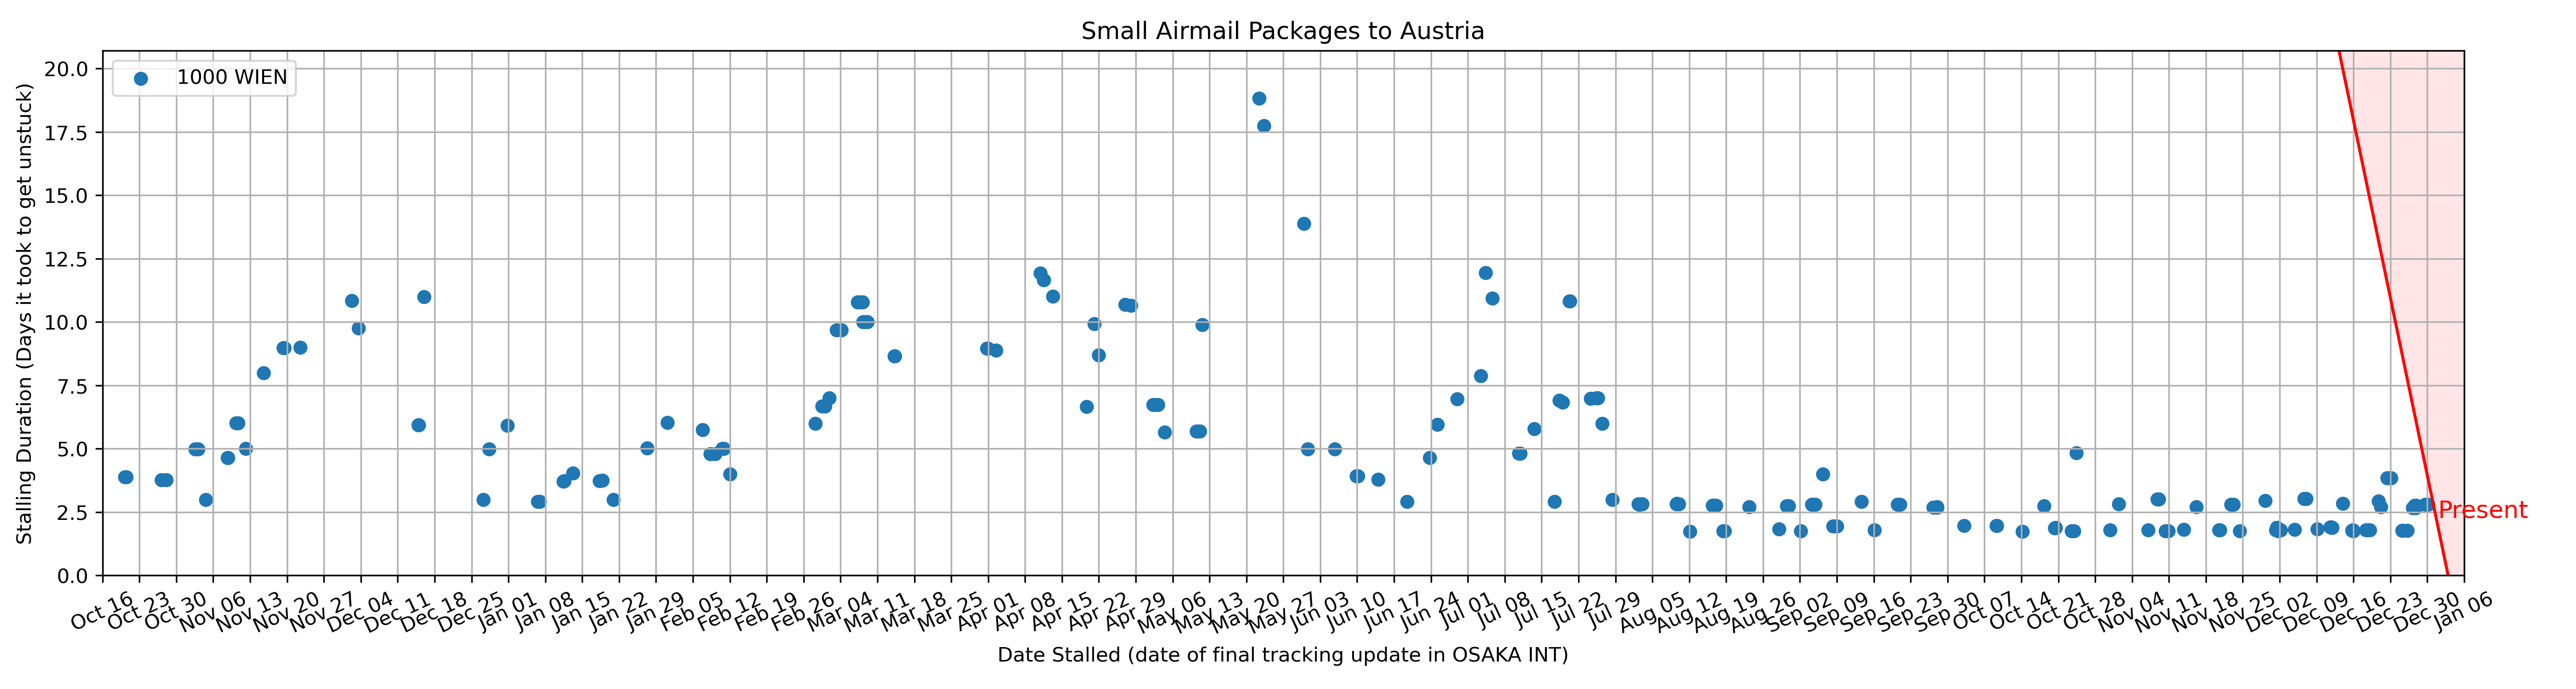 Small Airmail Packages to Austria
1000 WIEN
Stalling Duration (Days it took to get unstuck)
20.0
17.5
15.0
12.5
10.0
7.5
5.0
2.5
0.0
Present
Oct 16 Oct 23 Oct 30 Nov 06 Nov 13 Nov 20 Nov 27 Dec 04 Dec 11 Dec 18 Dec 25 Jan 01 Jan 08 Jan 15 Jan 22 Jan 29 Feb 05 Feb 12 Feb 19 Feb 26 Mar 04 Mar 11 Mar 18 Mar 25 Apr 01 Apr 08 Apr 15 Apr 22 Apr 29 May 06 May 13 May 20 May 27 Jun 03 Jun 10 Jun 17 Jun 24 Jul 01 Jul 08 Jul 15 Jul 22 Jul 29 Aug 05 Aug 12 Aug 19 Aug 26 Sep 02 Sep 09 Sep 16 Sep 23 Sep 30 Oct 07 Oct 14 Oct 21 Oct 28 Nov 04 Nov 11 Nov 18 Nov 25 Dec 02 Dec 09 Dec 16 Dec 23 Dec 30 Jan 06
Date Stalled (date of final tracking update in OSAKA INT)